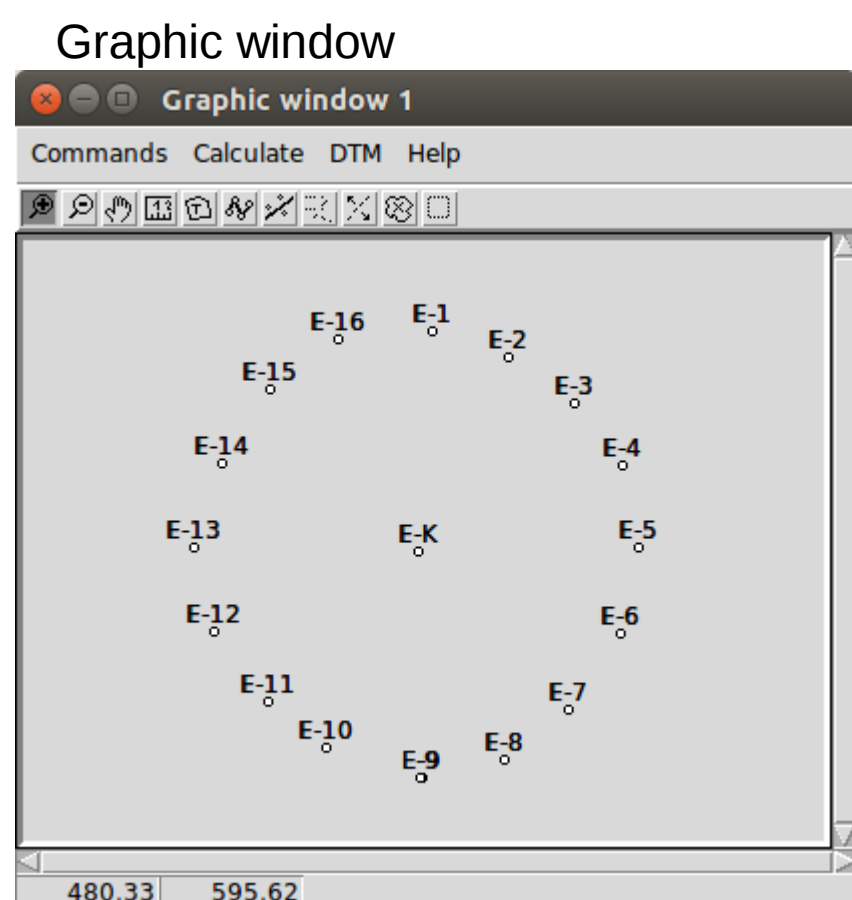 Graphic window
Graphic window 1
Commands Calculate DTM Help
E-16 E-1
E-2
E-15
E-3
E-14 E-4
E-13 E-K E-5
E-12 E-6
E-11 E-7
E-10 E-8
E-9
480.33 595.62